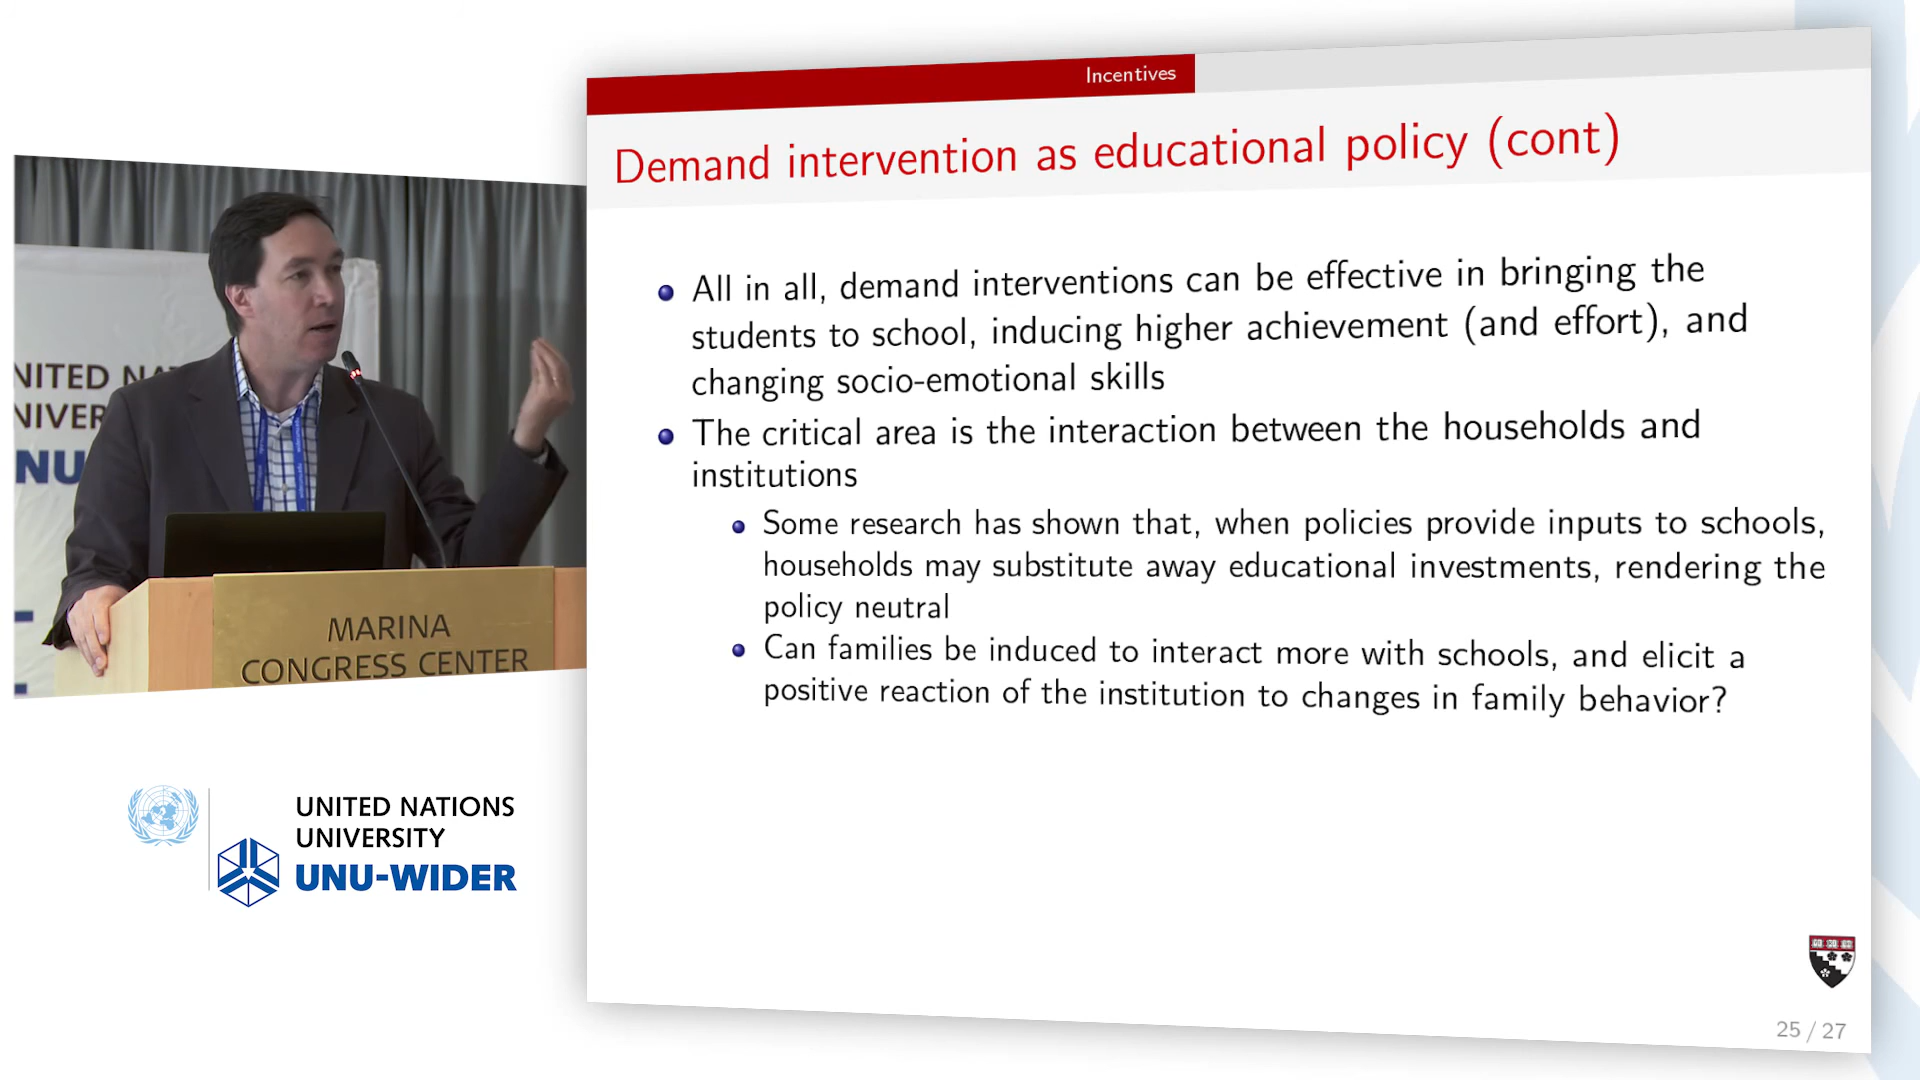 Incentives
Demand intervention as educational policy (cont)
All in all, demand interventions can be effective in bringing the
students to school, inducing higher achievement (and effort), and
changing socio-emotional skills
The critical area is the interaction between the households and
institutions
Some research has shown that, when policies provide inputs to schools,
households may substitute away educational investments, rendering the
policy neutral
Can families be induced to interact more with schools, and elicit a
positive reaction of the institution to changes in family behavior?
25 / 27
NITED NA
NIVER
NU
MARINA
CONGRESS CENTER
UNITED NATIONS
UNIVERSITY
UNU-WIDER